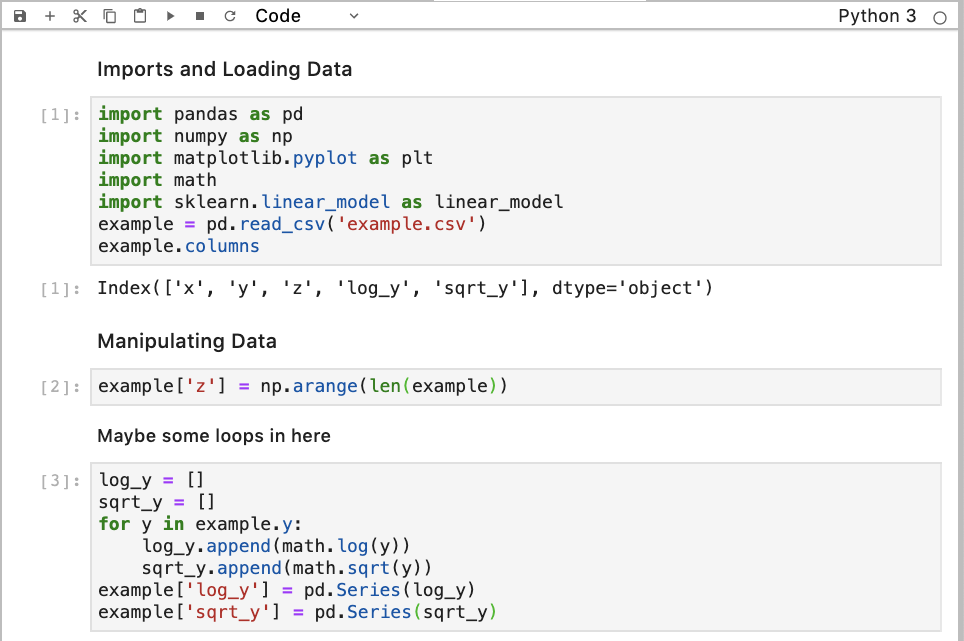 Code
Python 3
Imports and Loading Data
[1]:
import pandas as pd
import numpy as np
import matplotlib.pyplot as plt
import math
import sklearn.linear_model as linear_model
example = pd.read_csv('example.csv')
example.columns
[1]: Index(['x', 'y', 'z', 'log_y', 'sqrt_y'], dtype='object')
Manipulating Data
[2]: example['z'] = np.arange(len(example))
Maybe some loops in here
[3]:
log_y = []
sqrt_y = []
for y in example.y:
    log_y.append(math.log(y))
    sqrt_y.append(math.sqrt(y))
example['log_y'] = pd.Series(log_y)
example['sqrt_y'] = pd.Series(sqrt_y)